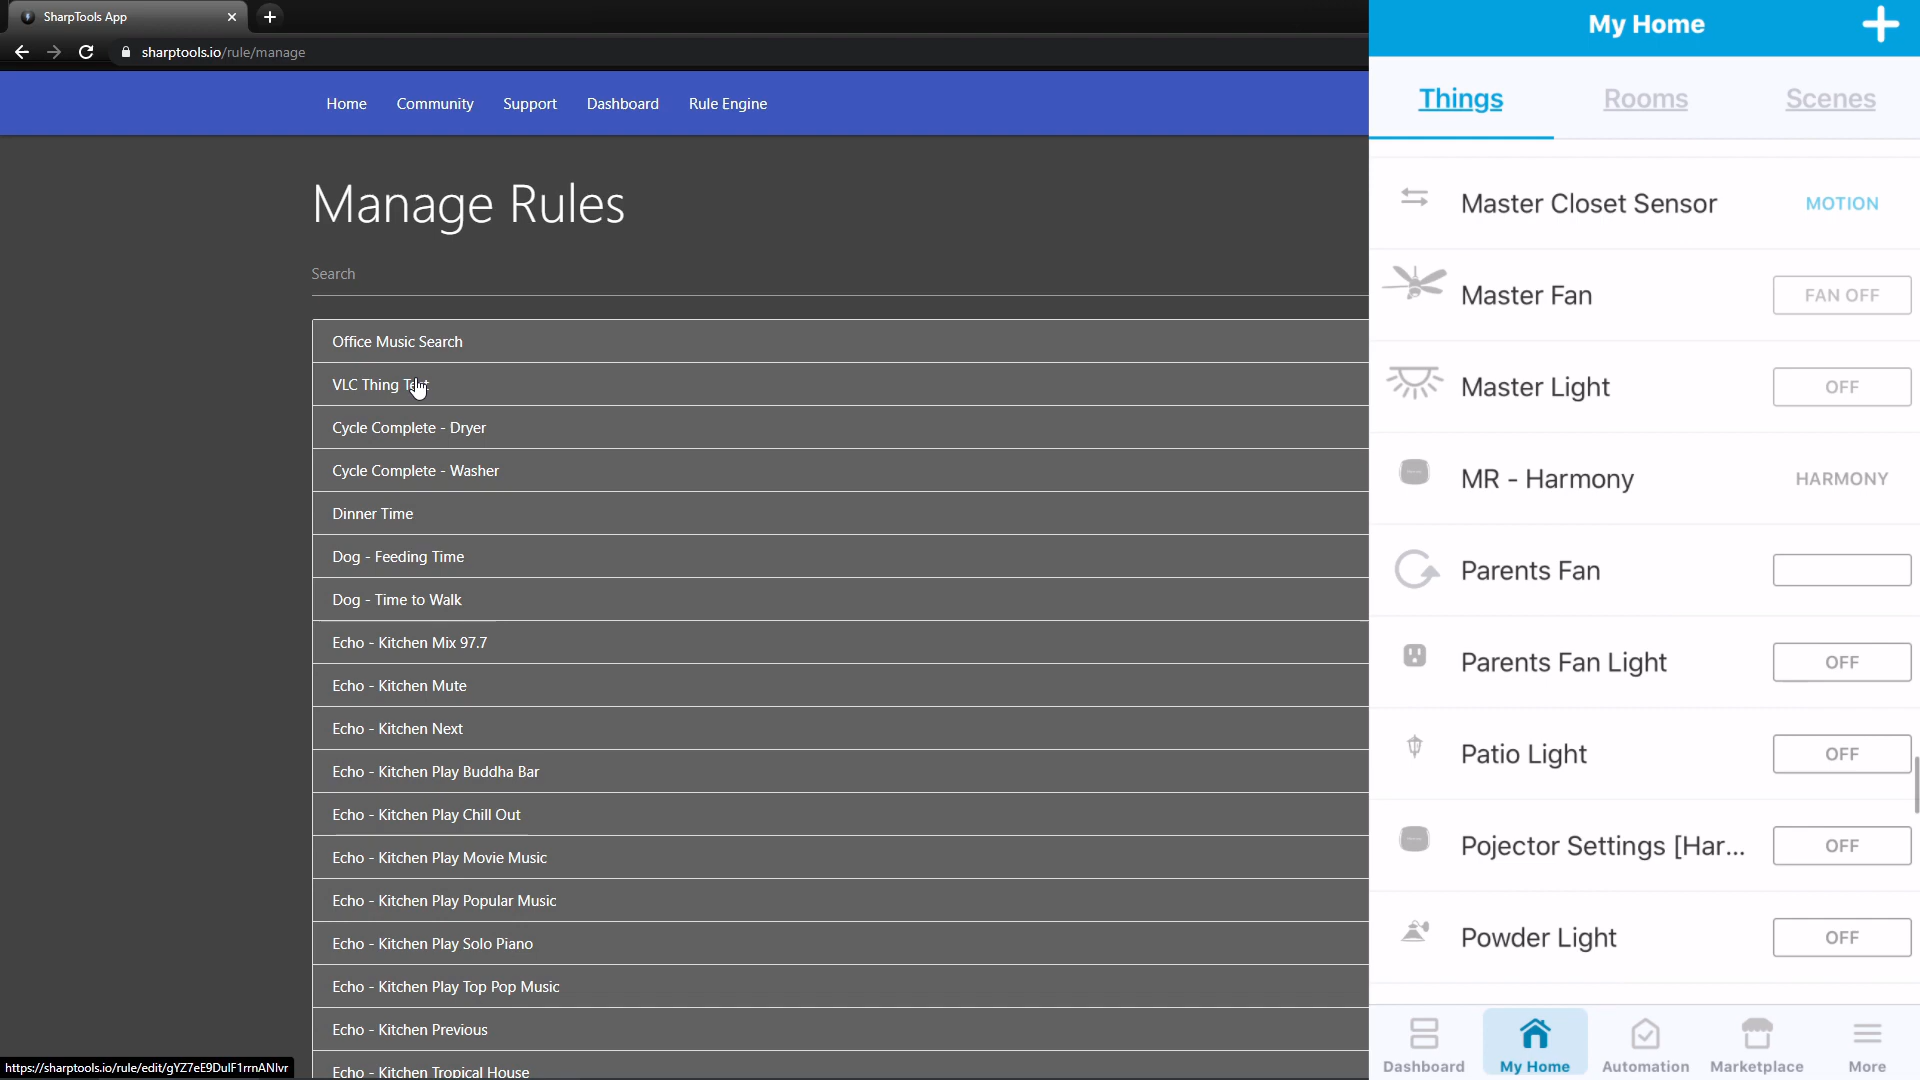 SharpTools App
sharptools.io/rule/manage
Home Community Support Dashboard Rule Engine
Manage Rules
Search
Office Music Search
VLC Thing
Cycle Complete - Dryer
Cycle Complete - Washer
Dinner Time
Dog - Feeding Time
Dog - Time to Walk
Echo - Kitchen Mix 97.7
Echo - Kitchen Mute
Echo - Kitchen Next
Echo - Kitchen Play Buddha Bar
Echo - Kitchen Play Chill Out
Echo - Kitchen Play Movie Music
Echo - Kitchen Play Popular Music
Echo - Kitchen Play Solo Piano
Echo - Kitchen Play Top Pop Music
Echo - Kitchen Previous
Echo - Kitchen Tropical House
My Home
Things Rooms Scenes
Master Closet Sensor MOTION
Master Fan FAN OFF
Master Light OFF
MR - Harmony HARMONY
Parents Fan
Parents Fan Light OFF
Patio Light OFF
Pojector Settings [Har... OFF
Powder Light OFF
Dashboard My Home Automation Marketplace More